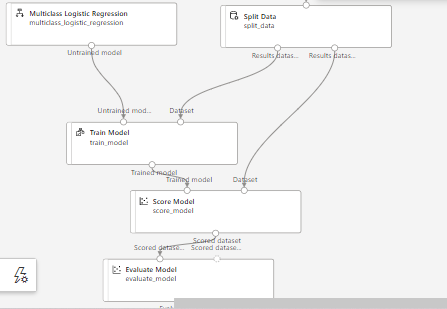 Multiclass Logistic Regression
multiclass_logistic_regression
Split Data
split_data
Untrained model
Results datas...
Results datas...
Untrained mod...
Dataset
Train Model
train_model
Trained model
Trained model
Dataset
Score Model
score_model
Scored dataset
Scored datase...
Scored datase...
Evaluate Model
evaluate_model